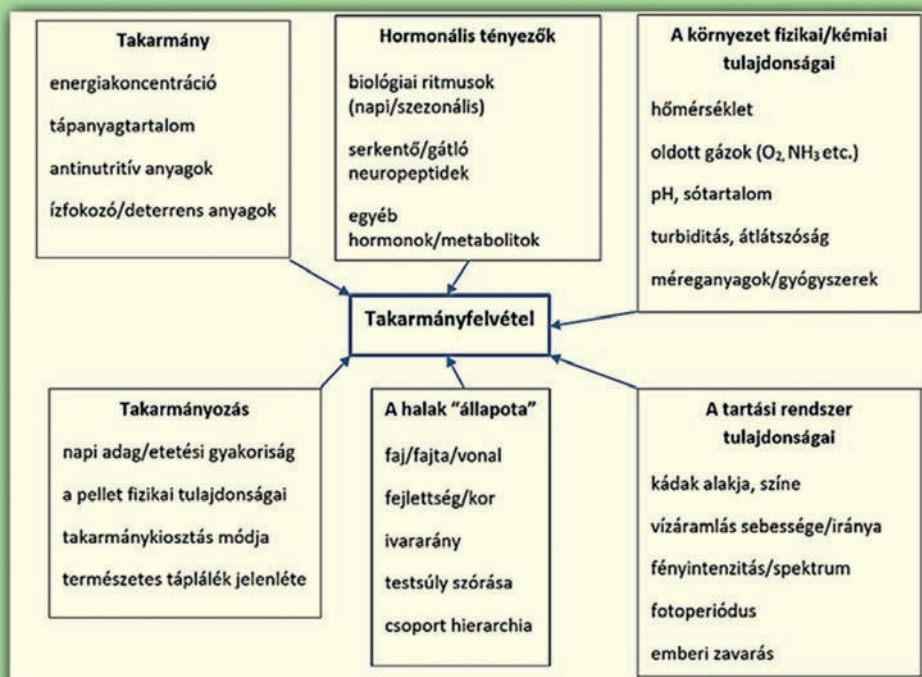 Takarmány
energiakoncentráció
tápanyagtartalom
antinutritív anyagok
ízfokozó/deterrens anyagok
Hormonális tényezők
biológiai ritmusok
(napi/szezonális)
serkentő/gátló
neuropeptidek
egyéb
hormonok/metabolitok
A környezet fizikai/kémiai
tulajdonságai
hőmérséklet
oldott gázok (O₂, NH₃ etc.)
pH, sótartalom
turbiditás, átlátszóság
méreganyagok/gyógyszerek
Takarmányfelvétel
Takarmányozás
napi adag/etetési gyakoriság
a pellet fizikai tulajdonságai
takarmánykiosztás módja
természetes táplálék jelenléte
A halak "állapota"
faj/fajta/vonal
fejlettség/kor
ivararány
testsúly szórása
csoport hierarchia
A tartási rendszer
tulajdonságai
kádak alakja, színe
vízáramlás sebessége/iránya
fényintenzitás/spektrum
fotoperiódus
emberi zavarás